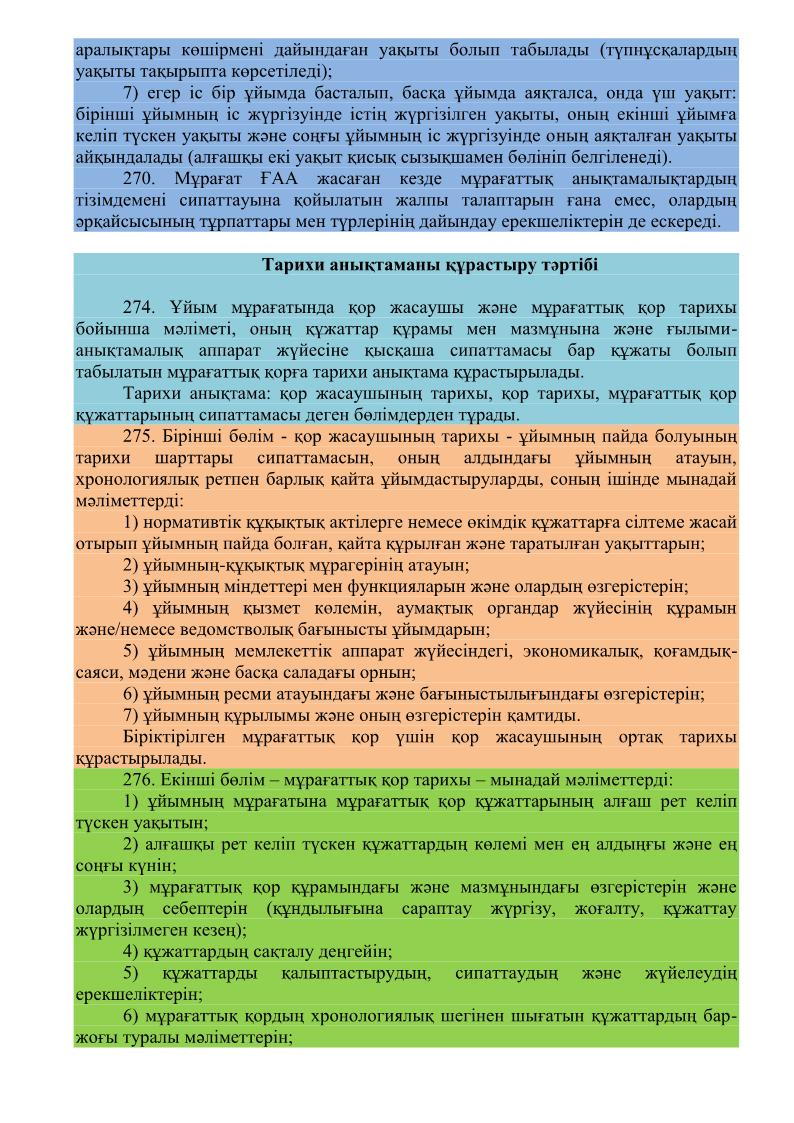 аралықтары көшірмені дайындаған уақыты болып табылады (түпнұсқалардың
уақыты тақырыпта көрсетіледі);
7) егер іс бір ұйымда басталып, басқа ұйымда аяқталса, онда үш уақыт:
бірінші ұйымның іс жүргізуінде істің жүргізілген уақыты, оның екінші ұйымға
келіп түскен уақыты және соңғы ұйымның іс жүргізуінде оның аяқталған уақыты
айқындалады (алғашқы екі уақыт қисық сызықшамен бөлініп белгіленеді).
270. Мұрағат ҒАА жасаған кезде мұрағаттық анықтамалықтардың
тізімдемені сипаттауына қойылатын жалпы талаптарын ғана емес, олардың
әрқайсысының тұрпаттары мен түрлерінің дайындау ерекшеліктерін де ескереді.
Тарихи анықтаманы құрастыру тәртібі
274. Ұйым мұрағатында қор жасаушы және мұрағаттық қор тарихы
бойынша мәліметі, оның құжаттар құрамы мен мазмұнына және ғылыми-
анықтамалық аппарат жүйесіне қысқаша сипаттамасы бар құжаты болып
табылатын мұрағаттық қорға тарихи анықтама құрастырылады.
Тарихи анықтама: қор жасаушының тарихы, қор тарихы, мұрағаттық қор
құжаттарының сипаттамасы деген бөлімдерден тұрады.
275. Бірінші бөлім - қор жасаушының тарихы - ұйымның пайда болуының
тарихи шарттары сипаттамасын, оның алдындағы ұйымның атауын,
хронологиялық ретпен барлық қайта ұйымдастыруларды, соның ішінде мынадай
мәліметтерді:
1) нормативтік құқықтық актілерге немесе өкімдік құжаттарға сілтеме жасай
отырып ұйымның пайда болған, қайта құрылған және таратылған уақыттарын;
2) ұйымның-құқықтық мұрагерінің атауын;
3) ұйымның міндеттері мен функцияларын және олардың өзгерістерін;
4) ұйымның қызмет көлемін, аумақтық органдар жүйесінің құрамын
және/немесе ведомстволық бағынысты ұйымдарын;
5) ұйымның мемлекеттік аппарат жүйесіндегі, экономикалық, қоғамдық-
саяси, мәдени және басқа саладағы орнын;
6) ұйымның ресми атауындағы және бағыныстылығындағы өзгерістерін;
7) ұйымның құрылымы және оның өзгерістерін қамтиды.
Біріктірілген мұрағаттық қор үшін қор жасаушының ортақ тарихы
құрастырылады.
276. Екінші бөлім – мұрағаттық қор тарихы – мынадай мәліметтерді:
1) ұйымның мұрағатына мұрағаттық қор құжаттарының алғаш рет келіп
түскен уақытын;
2) алғашқы рет келіп түскен құжаттардың көлемі мен ең алдыңғы және ең
соңғы күнін;
3) мұрағаттық қор құрамындағы және мазмұнындағы өзгерістерін және
олардың себептерін (құндылығына сараптау жүргізу, жоғалту, құжаттау
жүргізілмеген кезең);
4) құжаттардың сақталу деңгейін;
5) құжаттарды қалыптастырудың, сипаттаудың және жүйелеудің
ерекшеліктерін;
6) мұрағаттық қордың хронологиялық шегінен шығатын құжаттардың бар-
жоғы туралы мәліметтерін;